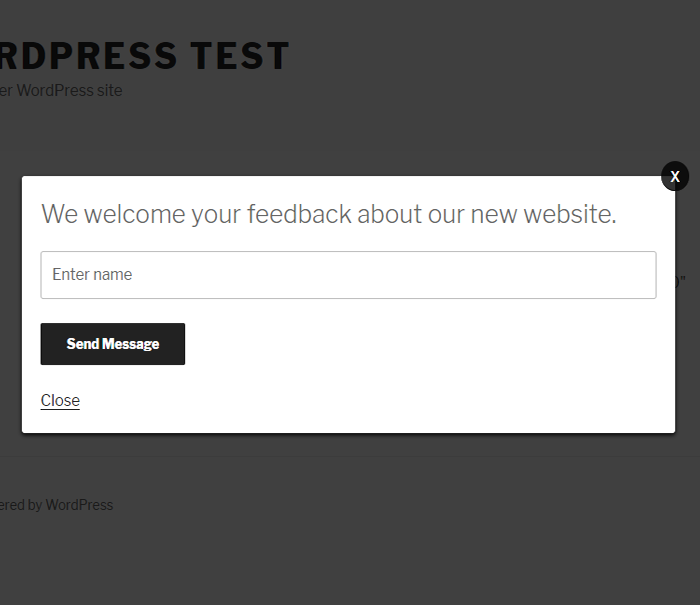 RDPRESS TEST
er WordPress site
X
We welcome your feedback about our new website.
Enter name
)"
Send Message
Close
ered by WordPress